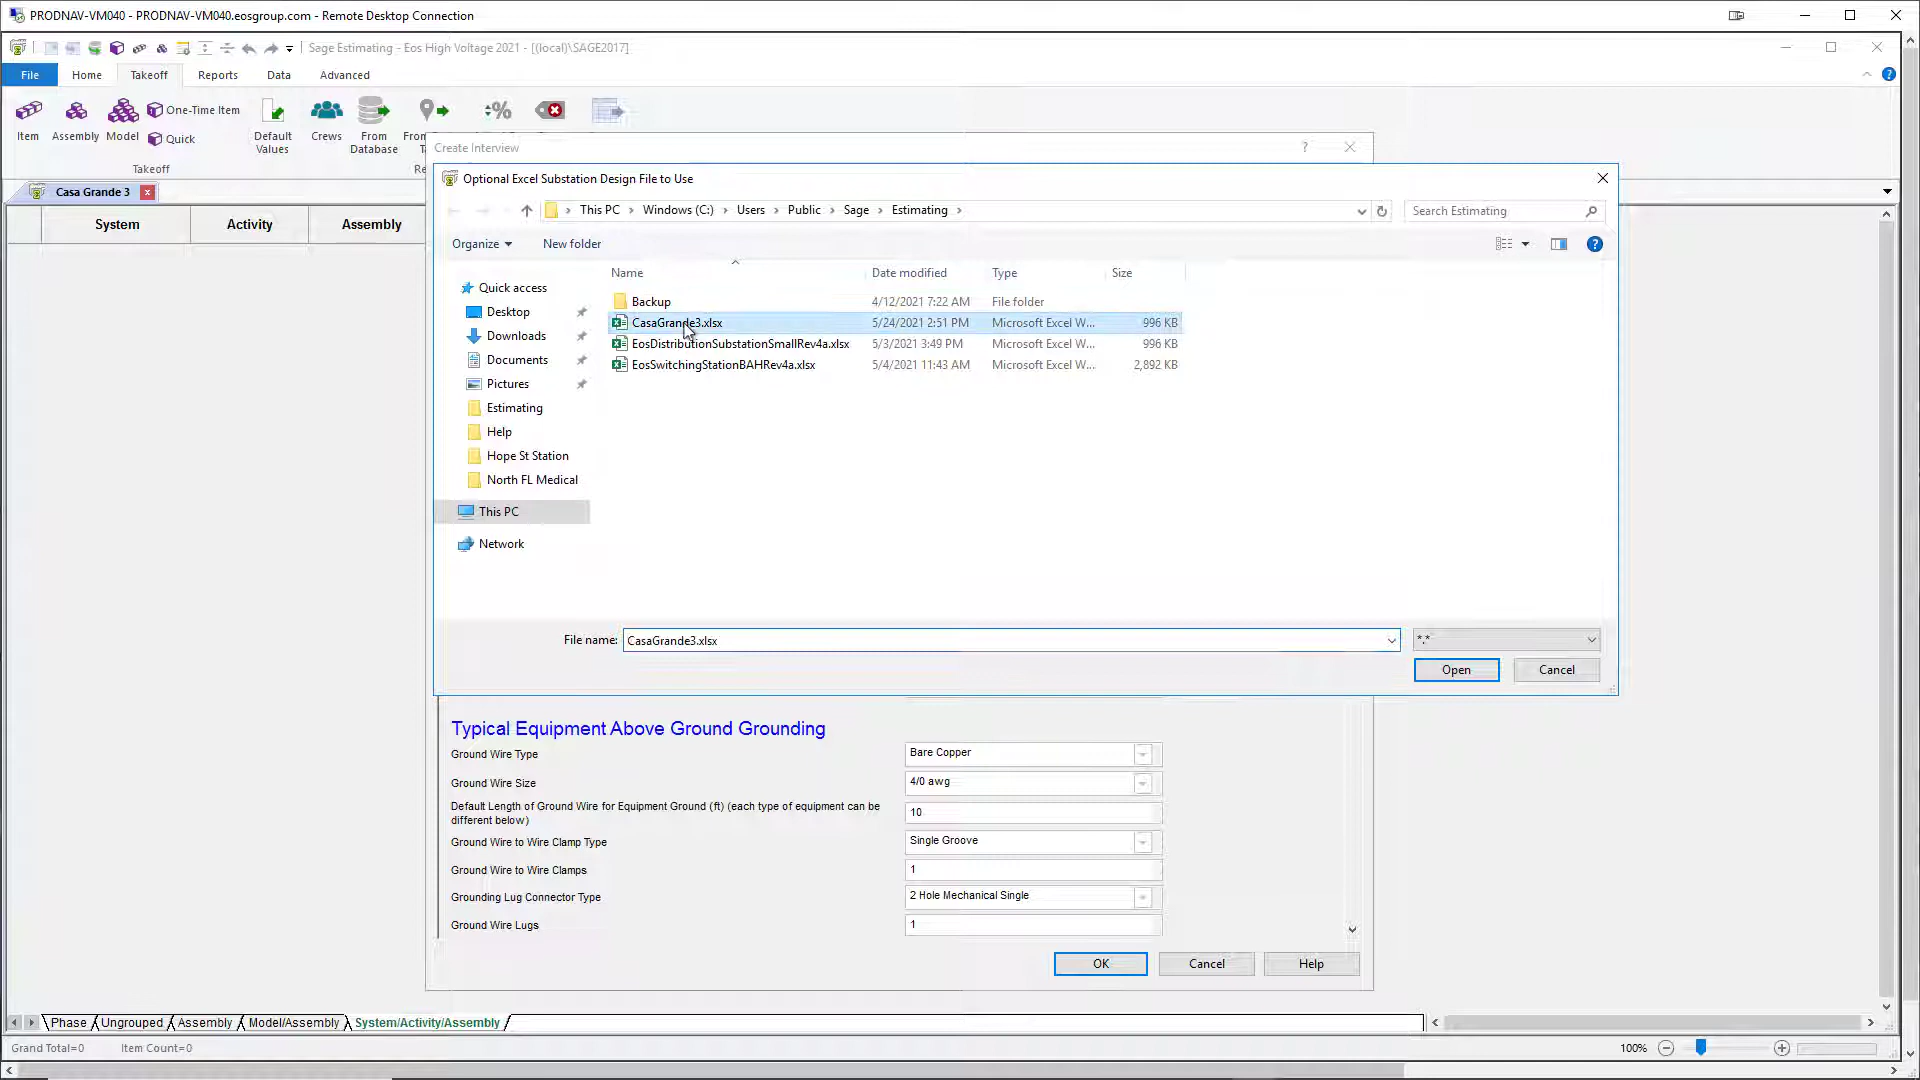 PRODNAV-VM040 - PRODNAV-VM040.eosgroup.com - Remote Desktop Connection
Sage Estimating - Eos High Voltage 2021 - [(local)\SAGE2017]
File Home Takeoff Reports Data Advanced
Item Assembly Model One-Time Item Quick Default Values Crews From Database
Takeoff
Create Interview
Casa Grande 3
System Activity Assembly
Optional Excel Substation Design File to Use
This PC Windows (C:) Users Public Sage Estimating
Search Estimating
Organize New folder
Name Date modified Type Size
Quick access
Desktop
Downloads
Documents
Pictures
Estimating
Help
Hope St Station
North FL Medical
This PC
Network
Backup 4/12/2021 7:22 AM File folder
CasaGrande3.xlsx 5/24/2021 2:51 PM Microsoft Excel W... 996 KB
EosDistributionSubstationSmallRev4a.xlsx 5/3/2021 3:49 PM Microsoft Excel W... 996 KB
EosSwitchingStationBAHRev4a.xlsx 5/4/2021 11:43 AM Microsoft Excel W... 2,892 KB
File name: CasaGrande3.xlsx *.*
Open Cancel
Typical Equipment Above Ground Grounding
Ground Wire Type Bare Copper
Ground Wire Size 4/0 awg
Default Length of Ground Wire for Equipment Ground (ft) (each type of equipment can be
different below) 10
Ground Wire to Wire Clamp Type Single Groove
Ground Wire to Wire Clamps 1
Grounding Lug Connector Type 2 Hole Mechanical Single
Ground Wire Lugs 1
OK Cancel Help
Phase Ungrouped Assembly Model/Assembly System/Activity/Assembly
Grand Total=0 Item Count=0 100%